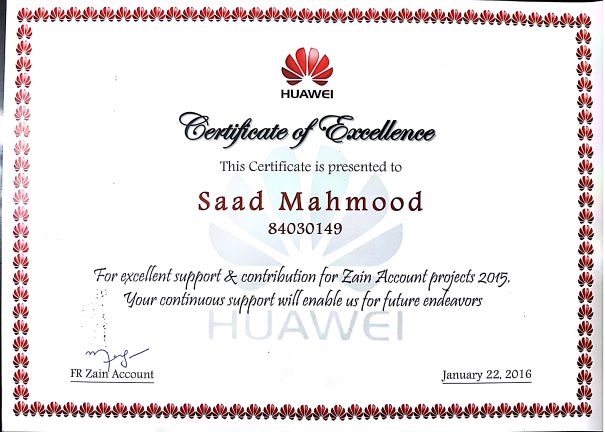 HUAWEI
Certificate of Excellence
This Certificate is presented to
Saad Mahmood
84030149
For excellent support & contribution for Zain Account projects 2015.
Your continuous support will enable us for future endeavors
HUAWEI
FR Zain Account
January 22, 2016